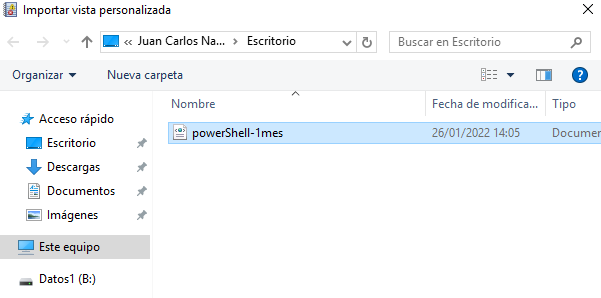 Importar vista personalizada
« Juan Carlos Na... > Escritorio
Buscar en Escritorio
Organizar
Nueva carpeta
Nombre
Fecha de modifica...
Tipo
powerShell-1mes
26/01/2022 14:05
Documen
Acceso rápido
Escritorio
Descargas
Documentos
Imágenes
Este equipo
Datos1 (B:)